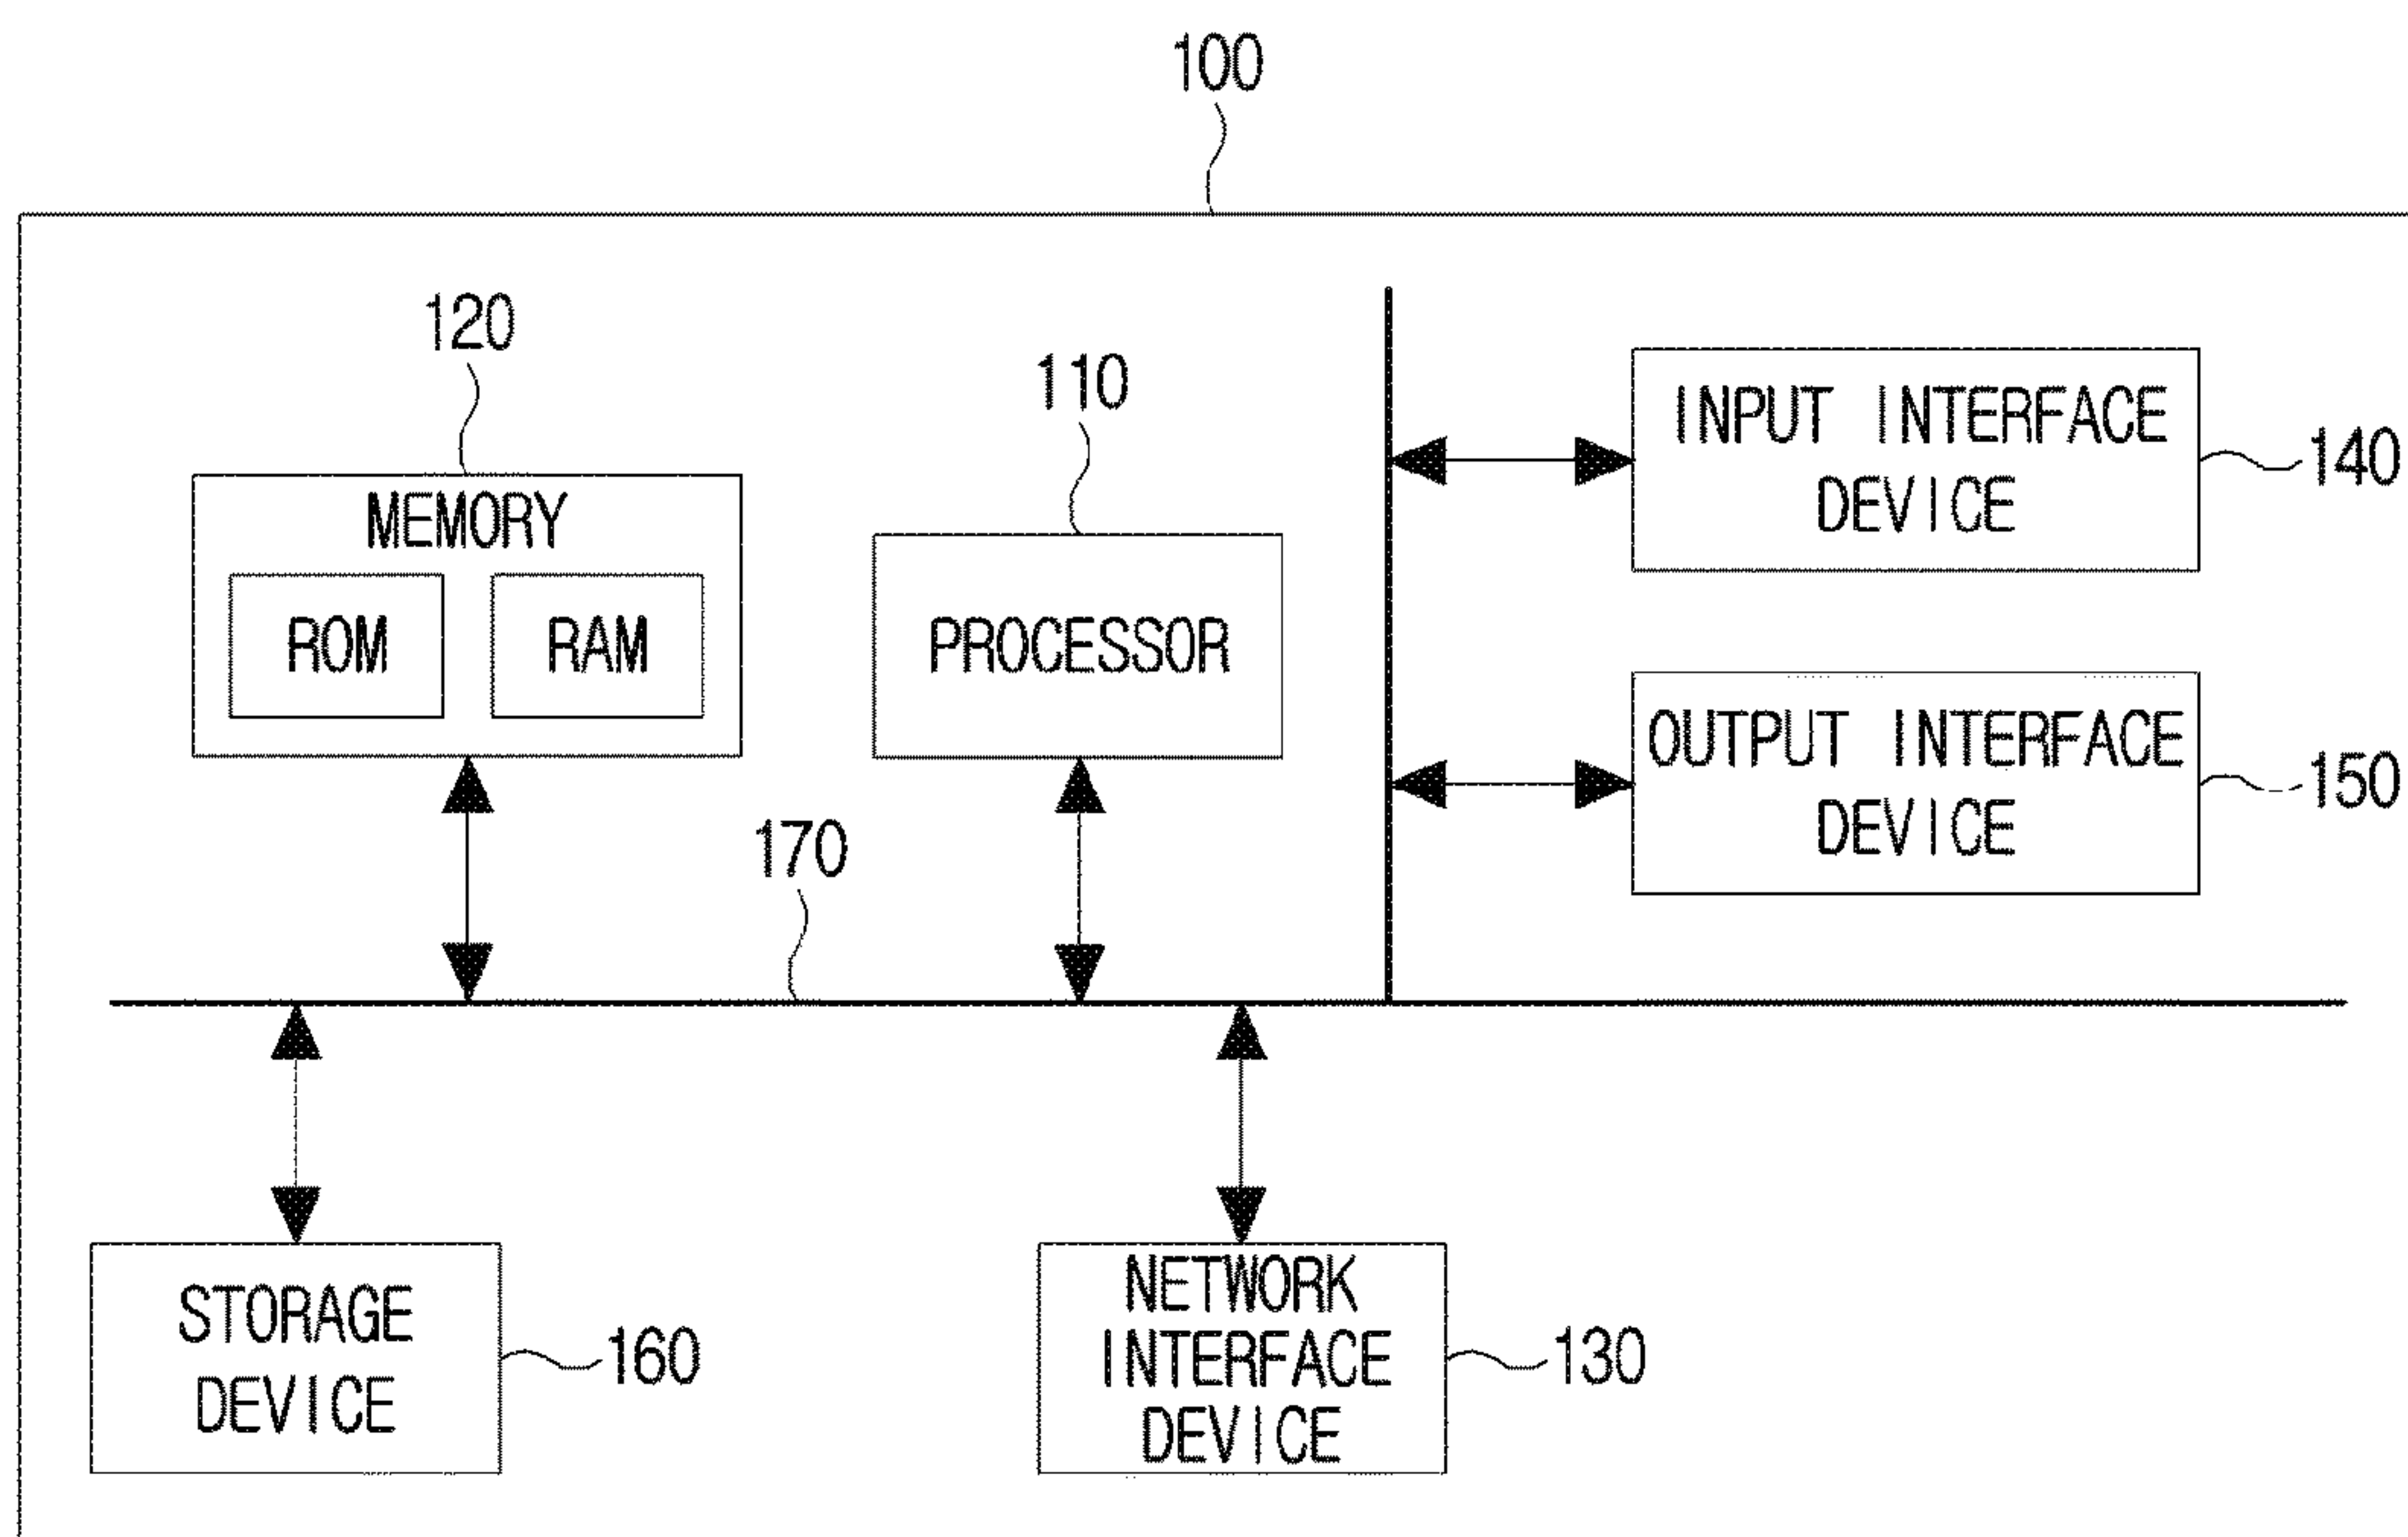 100
120
110
INPUT INTERFACE
DEVICE
140
MEMORY
ROM
RAM
PROCESSOR
OUTPUT INTERFACE
DEVICE
150
170
STORAGE
DEVICE
160
NETWORK
INTERFACE
DEVICE
130